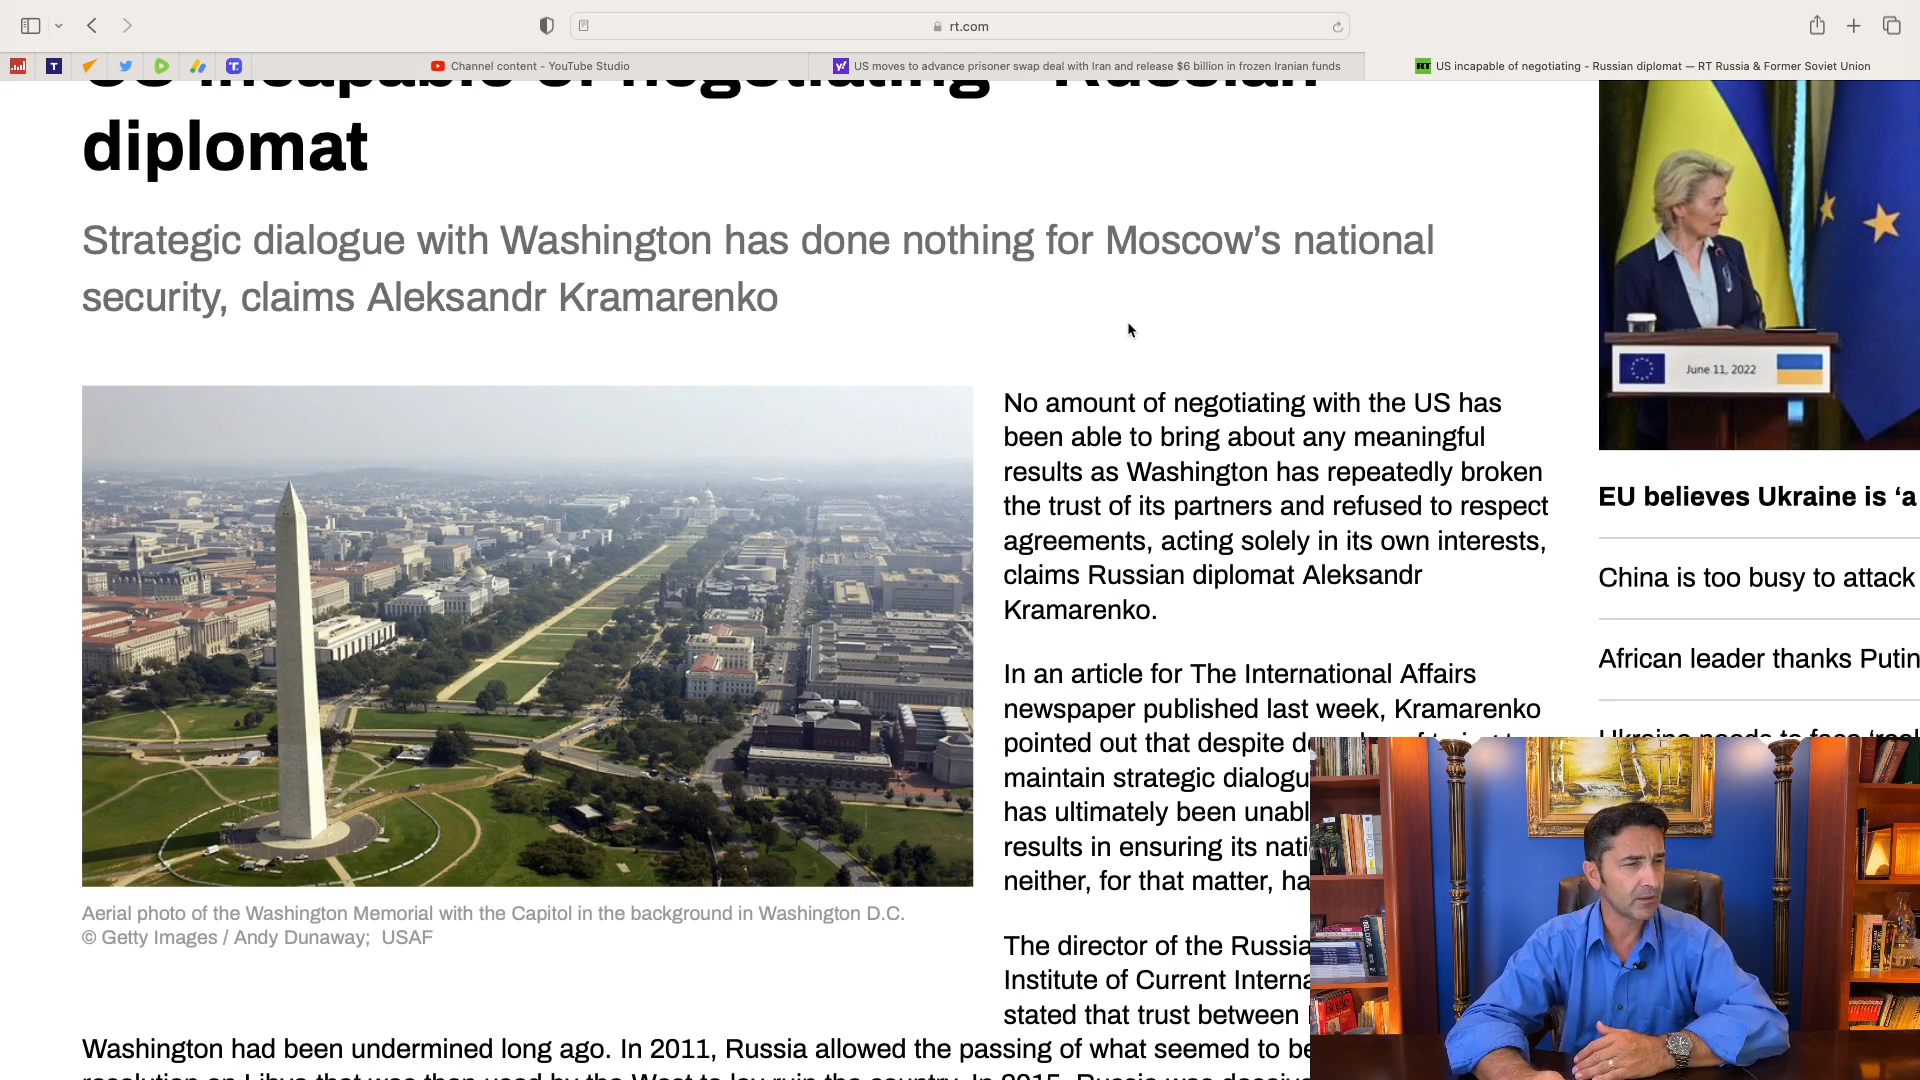 rt.com
Channel content - YouTube Studio
US moves to advance prisoner swap deal with Iran and release $6 billion in frozen Iranian funds
US incapable of negotiating - Russian diplomat — RT Russia & Former Soviet Union
US incapable of negotiating - Russian
diplomat
Strategic dialogue with Washington has done nothing for Moscow's national
security, claims Aleksandr Kramarenko
No amount of negotiating with the US has
been able to bring about any meaningful
results as Washington has repeatedly broken
the trust of its partners and refused to respect
agreements, acting solely in its own interests,
claims Russian diplomat Aleksandr
Kramarenko.
In an article for The International Affairs
newspaper published last week, Kramarenko
pointed out that despite
maintain strategic dialogu
has ultimately been unabl
results in ensuring its nati
neither, for that matter, ha
The director of the Russia
Institute of Current Interna
stated that trust between
Washington had been undermined long ago. In 2011, Russia allowed the passing of what seemed to be
Aerial photo of the Washington Memorial with the Capitol in the background in Washington D.C.
© Getty Images / Andy Dunaway; USAF
June 11, 2022
EU believes Ukraine is ‘a
China is too busy to attack
African leader thanks Putin